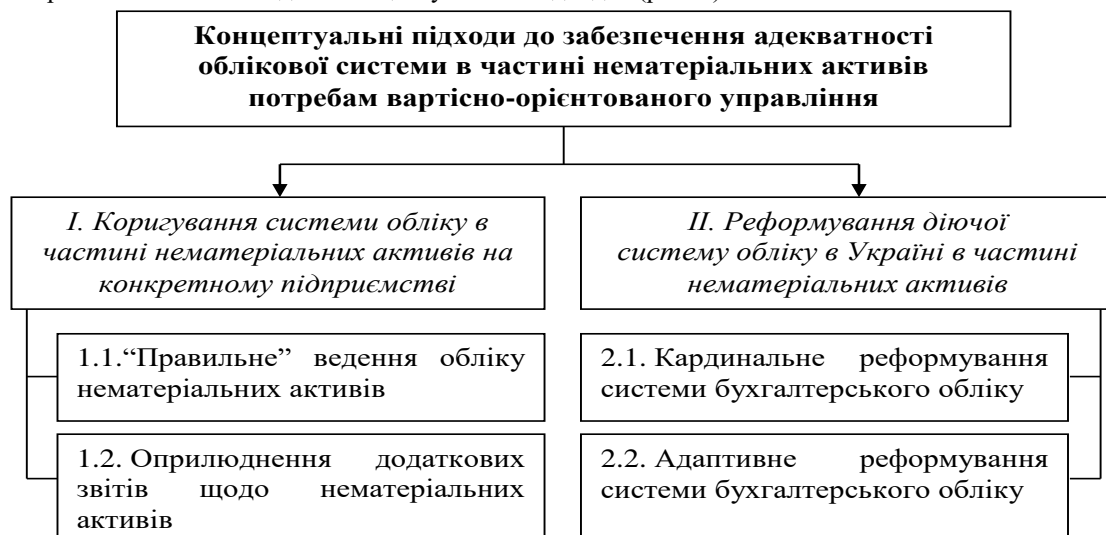 Концептуальні підходи до забезпечення адекватності
облікової системи в частині нематеріальних активів
потребам вартісно-орієнтованого управління
І. Коригування системи обліку в
частині нематеріальних активів на
конкретному підприємстві
ІІ. Реформування діючої
систему обліку в Україні в частині
нематеріальних активів
1.1.“Правильне” ведення обліку
нематеріальних активів
2.1. Кардинальне реформування
системи бухгалтерського обліку
1.2. Оприлюднення додаткових
звітів щодо нематеріальних
активів
2.2. Адаптивне реформування
системи бухгалтерського обліку